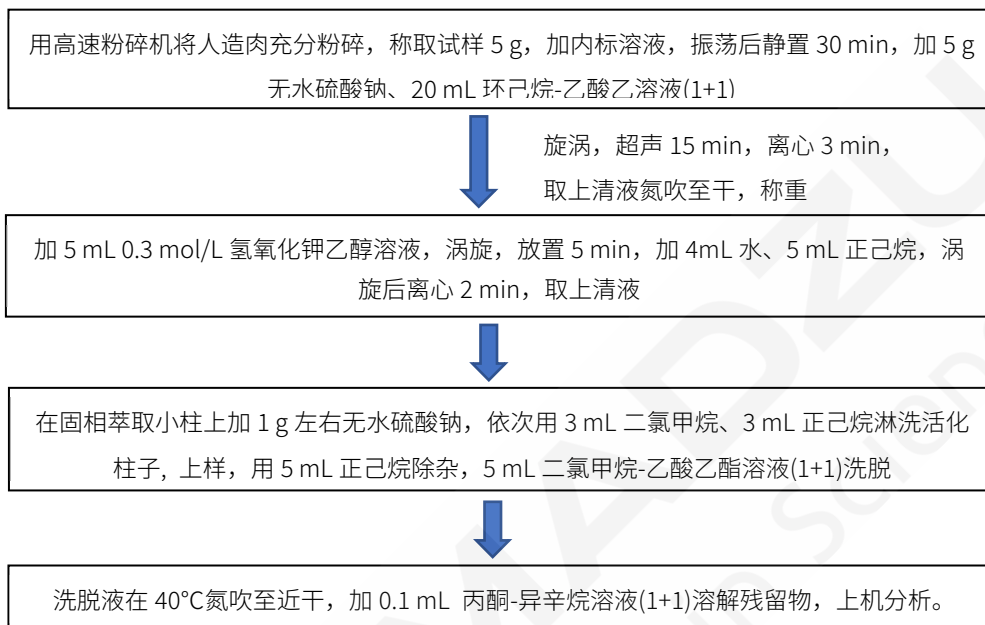 用高速粉碎机将人造肉充分粉碎，称取试样 5 g，加内标溶液，振荡后静置 30 min，加 5 g
无水硫酸钠、20 mL 环己烷-乙酸乙溶液(1+1)
旋涡，超声 15 min，离心 3 min，
取上清液氮吹至干，称重
加 5 mL 0.3 mol/L 氢氧化钾乙醇溶液，涡旋，放置 5 min，加 4mL 水、5 mL 正己烷，涡
旋后离心 2 min，取上清液
在固相萃取小柱上加 1 g 左右无水硫酸钠，依次用 3 mL 二氯甲烷、3 mL 正己烷淋洗活化
柱子, 上样，用 5 mL 正己烷除杂，5 mL 二氯甲烷-乙酸乙酯溶液(1+1)洗脱
洗脱液在 40℃氮吹至近干，加 0.1 mL 丙酮-异辛烷溶液(1+1)溶解残留物，上机分析。